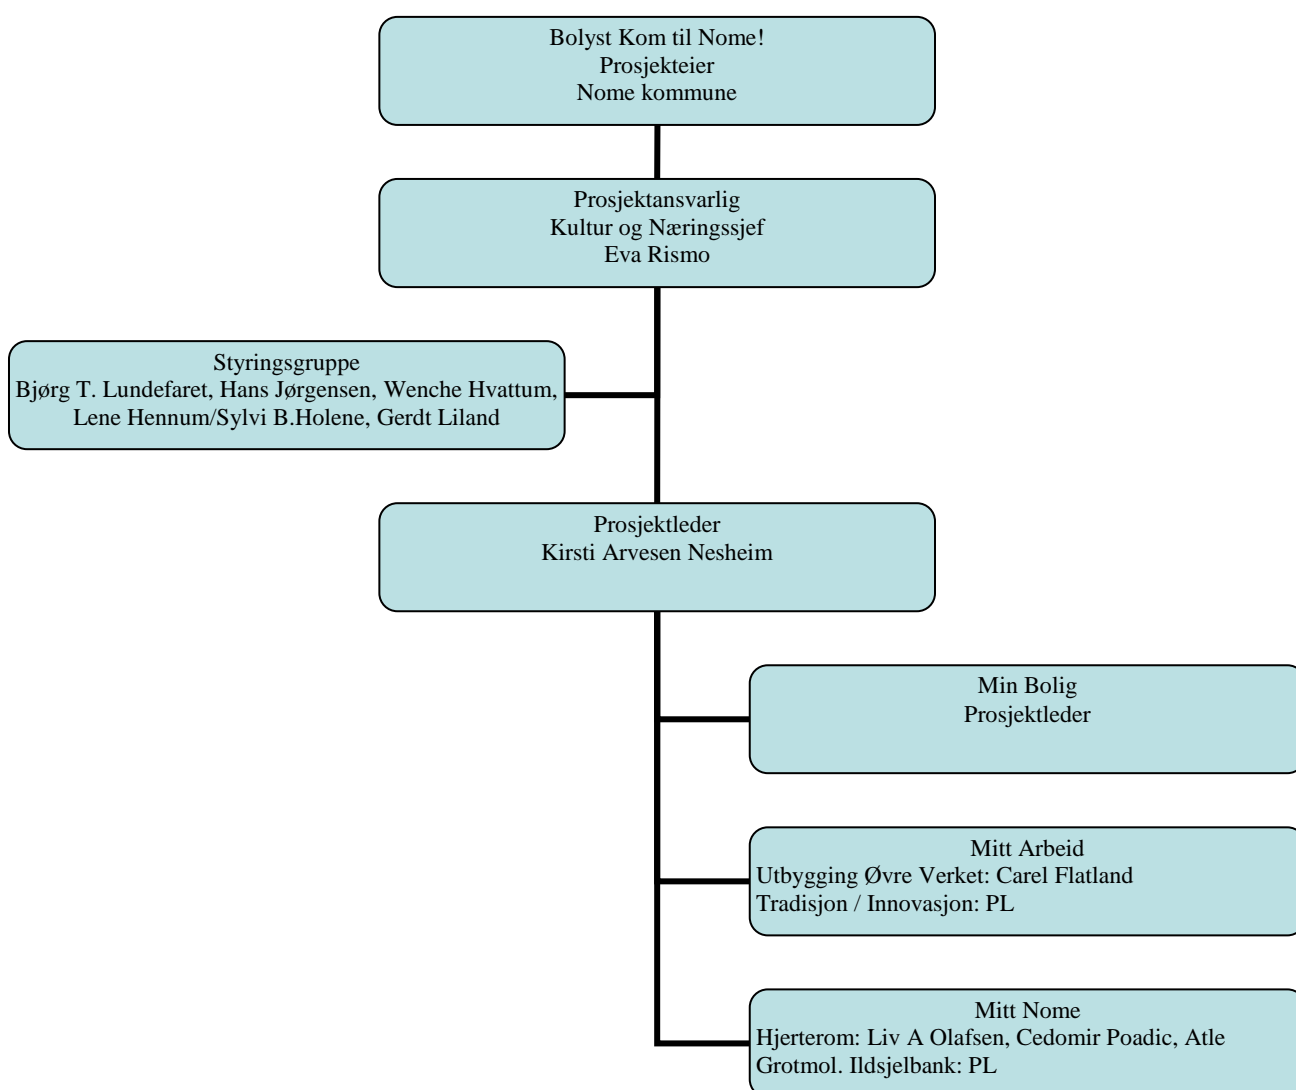 Bolyst Kom til Nome!
Prosjekteier
Nome kommune
Prosjektansvarlig
Kultur og Næringssjef
Eva Rismo
Styringsgruppe
Bjørg T. Lundefaret, Hans Jørgensen, Wenche Hvattum,
Lene Hennum/Sylvi B.Holene, Gerdt Liland
Prosjektleder
Kirsti Arvesen Nesheim
Min Bolig
Prosjektleder
Mitt Arbeid
Utbygging Øvre Verket: Carel Flatland
Tradisjon / Innovasjon: PL
Mitt Nome
Hjerterom: Liv A Olafsen, Cedomir Poadic, Atle
Grotmol. Ildsjelbank: PL